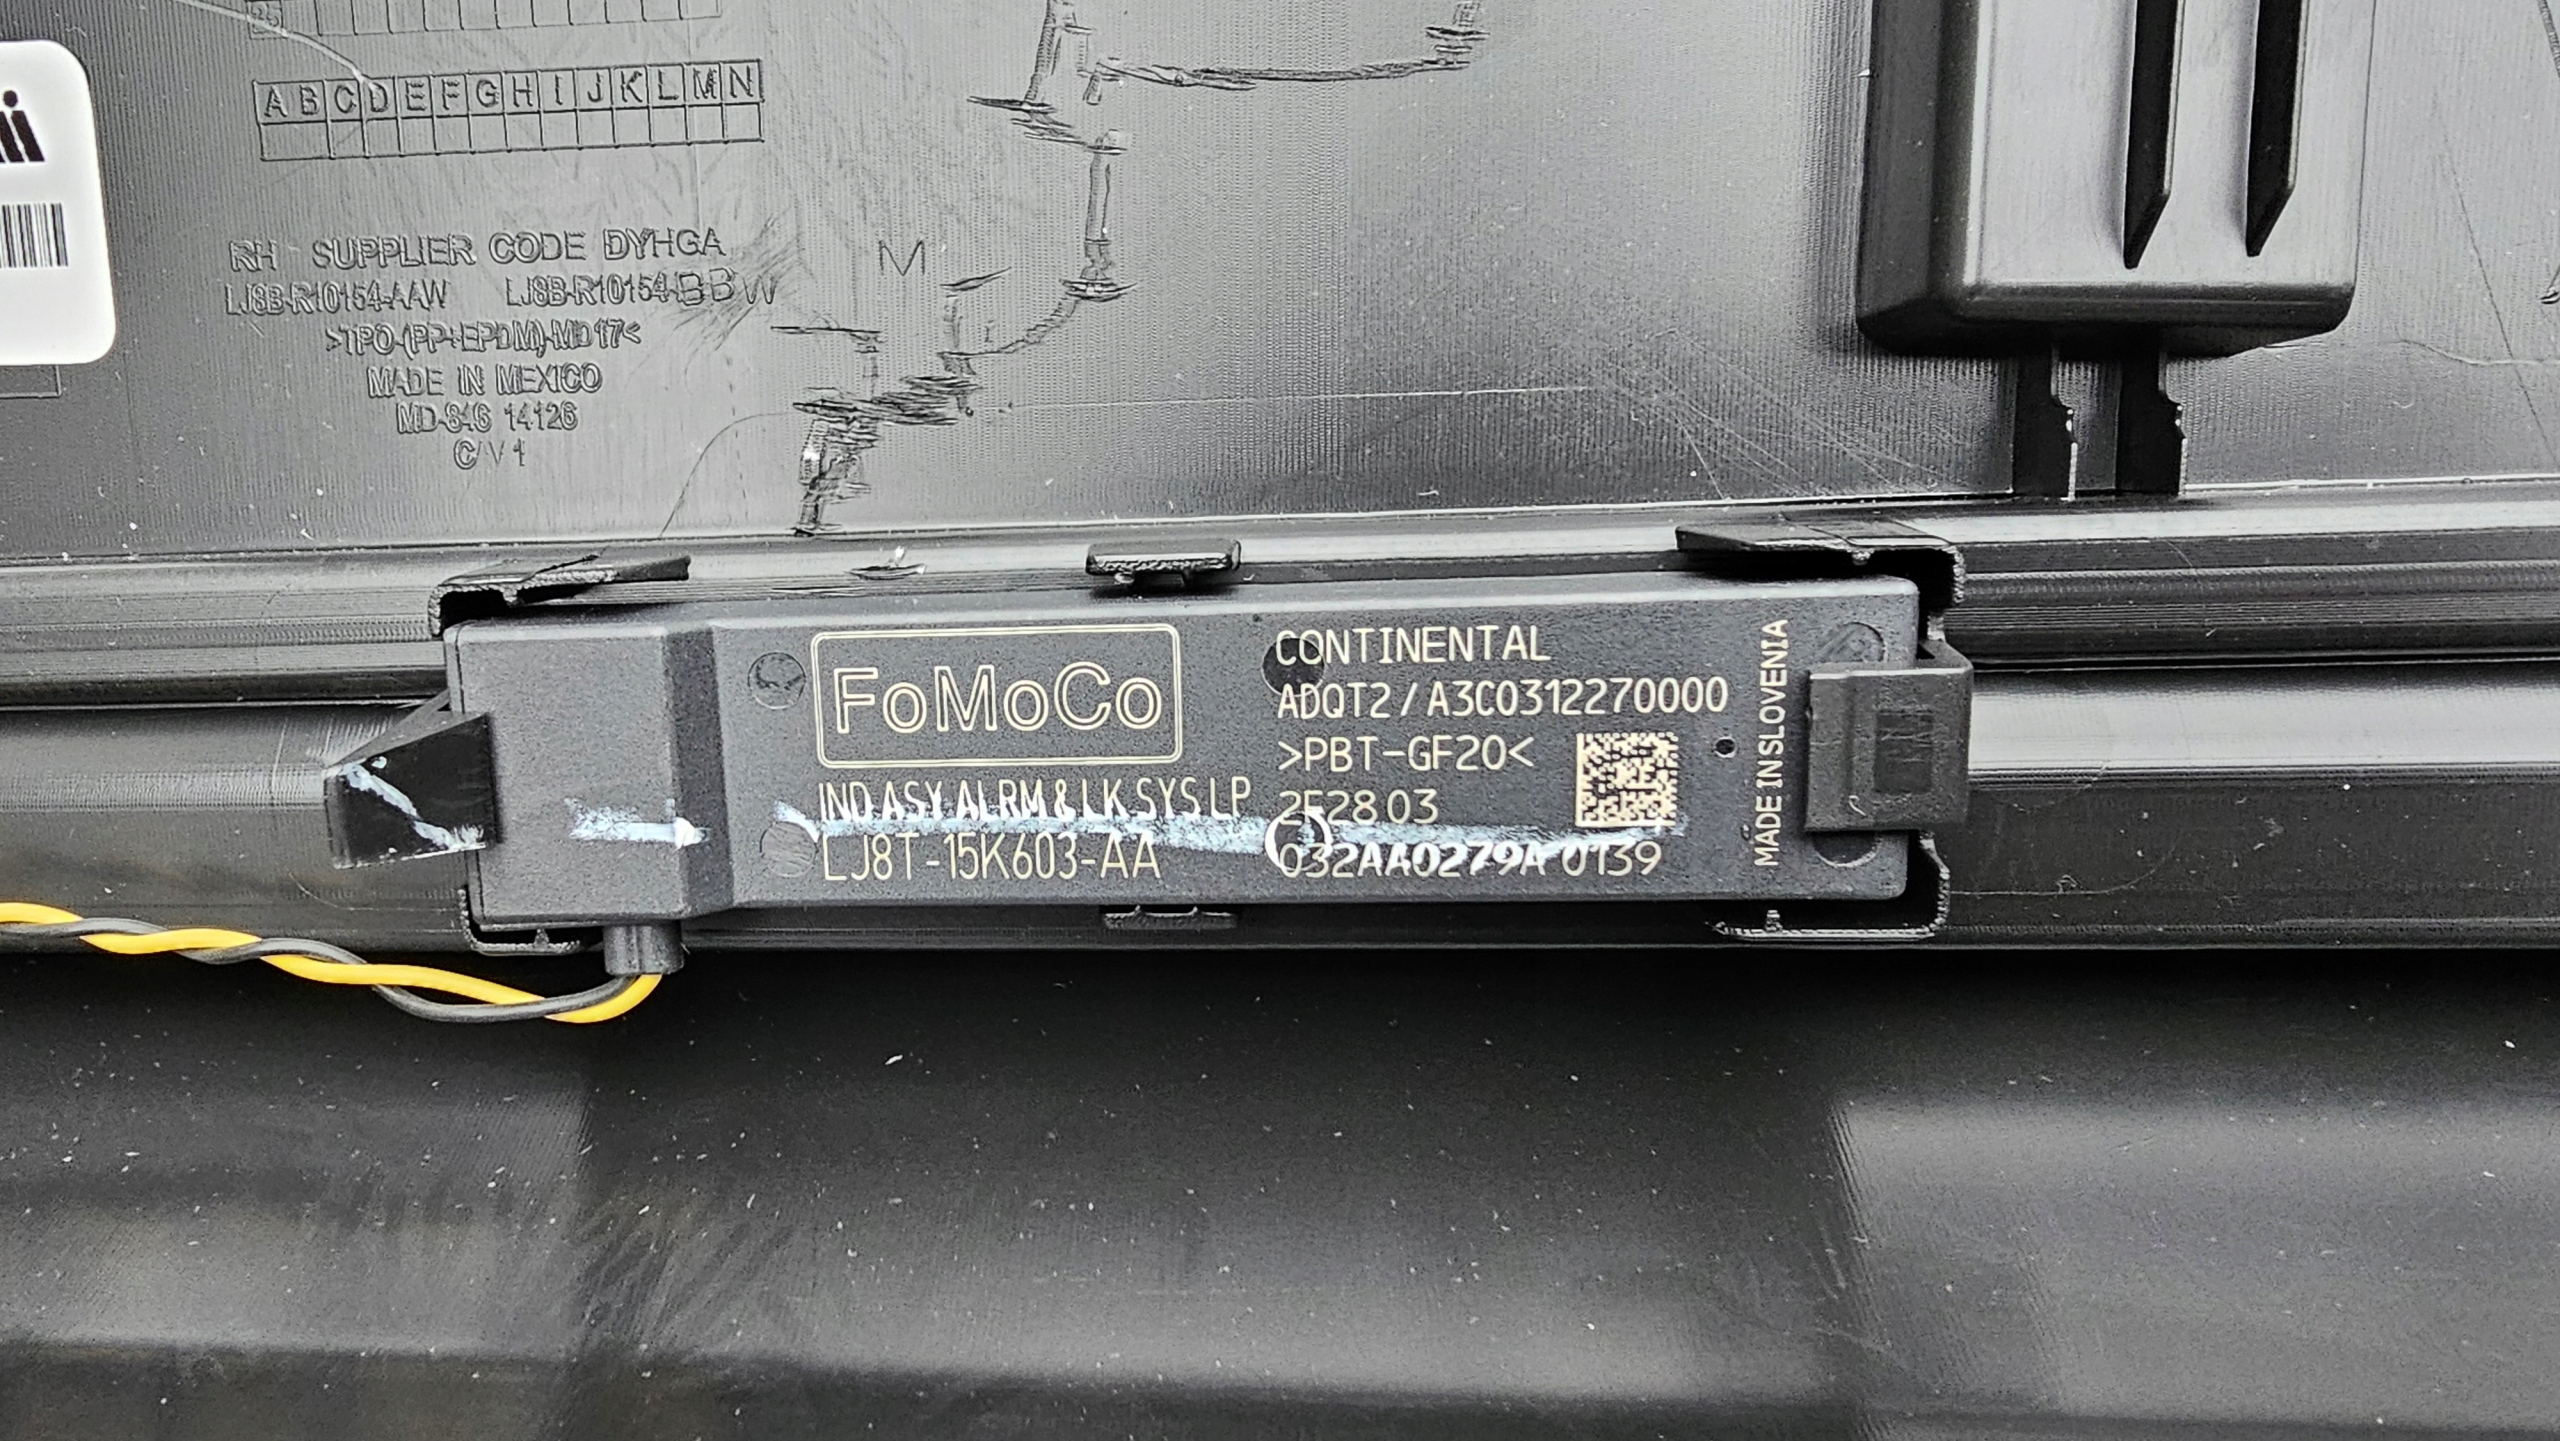 A B C D E F G H I J K L M N
RH SUPPLIER CODE DYHGA
LJ8B-R10154-AAW LJ8B-R10154-BBW
M
>TPO-(PP+EPDM)-MD17<
MADE IN MEXICO
MD-846 14126
C/V 1
FoMoCo
IND ASY ALRM & LK SYS LP
LJ8T-15K603-AA
CONTINENTAL
ADQT2 / A3C0312270000
>PBT-GF20<
032AA0279A 0139
MADE IN SLOVENIA